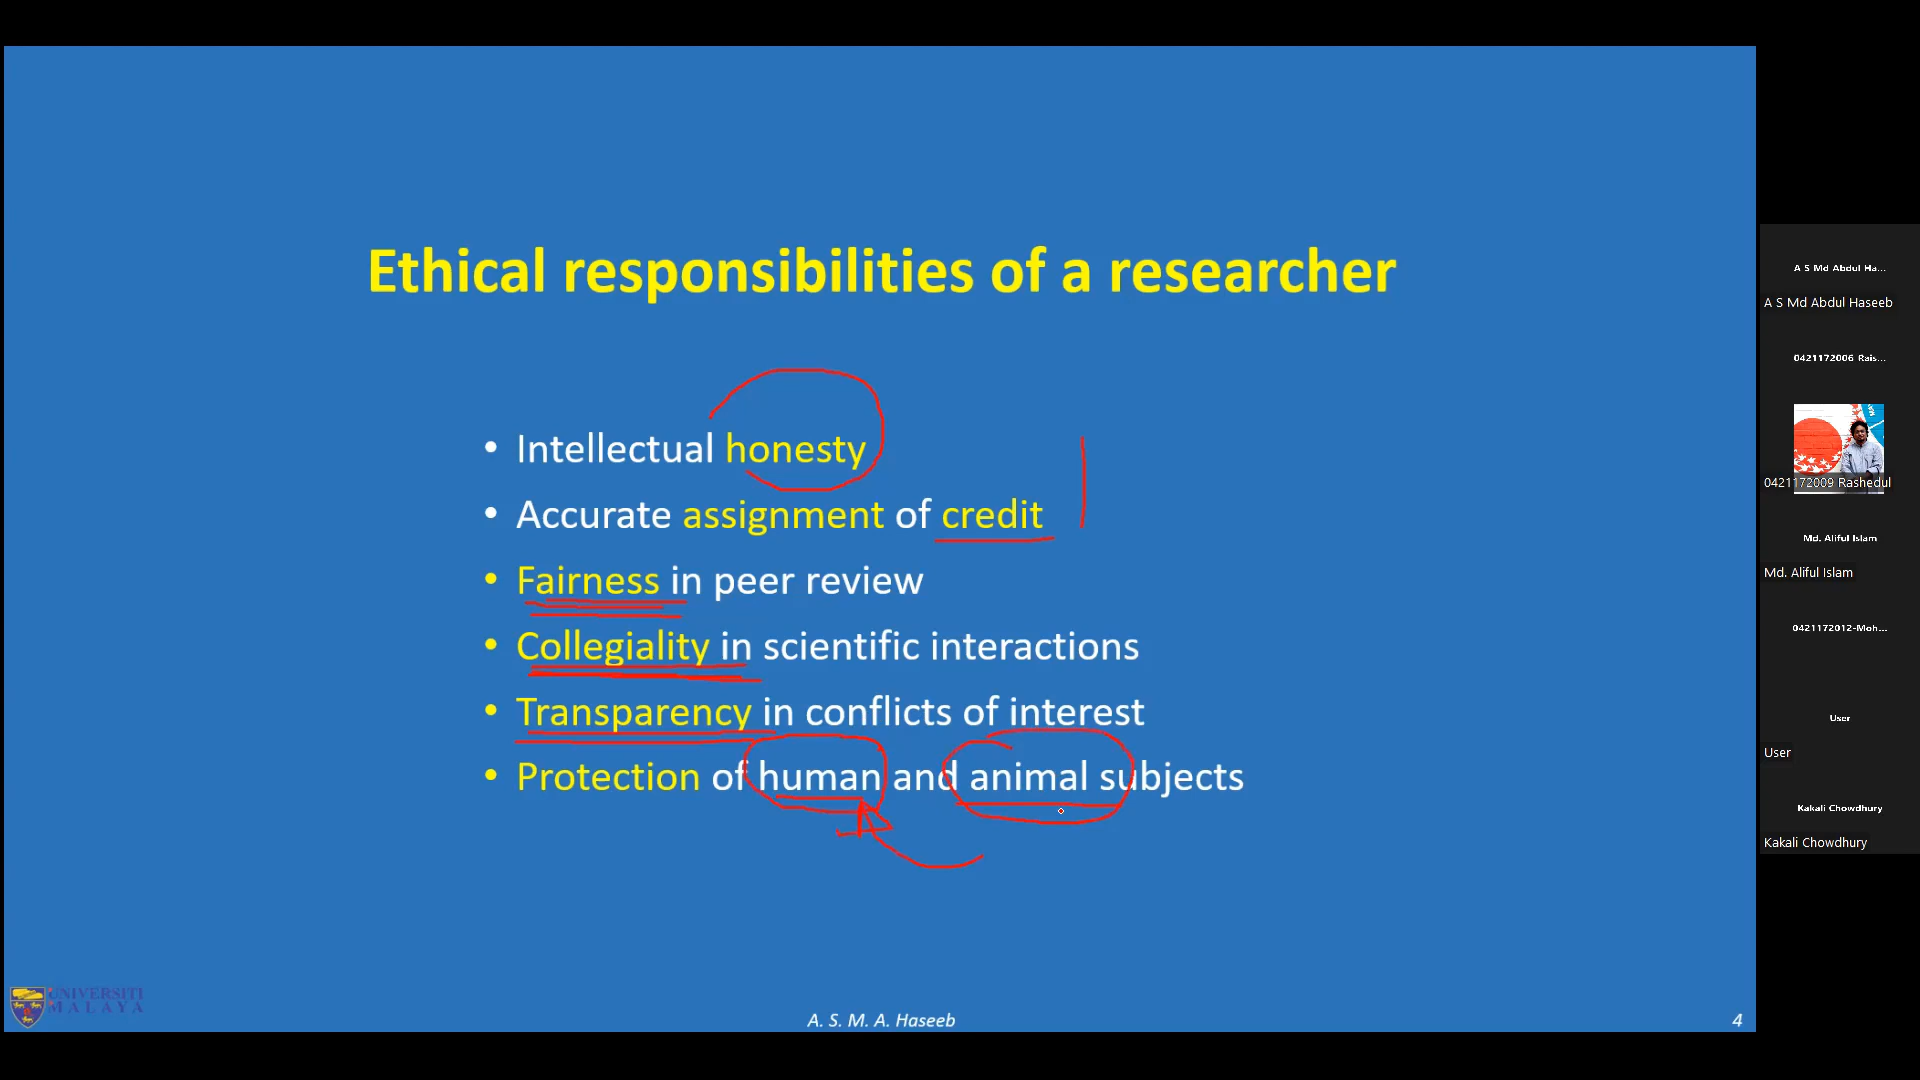 Ethical responsibilities of a researcher
• Intellectual honesty
• Accurate assignment of credit
• Fairness in peer review
• Collegiality in scientific interactions
• Transparency in conflicts of interest
• Protection of human and animal subjects
UNIVERSITI
MALAYA
A. S. M. A. Haseeb
4
A S Md Abdul Ha...
A S Md Abdul Haseeb
0421172006 Rais...
0421172009 Rashedul
Md. Aliful Islam
Md. Aliful Islam
0421172012-Moh...
User
User
Kakali Chowdhury
Kakali Chowdhury